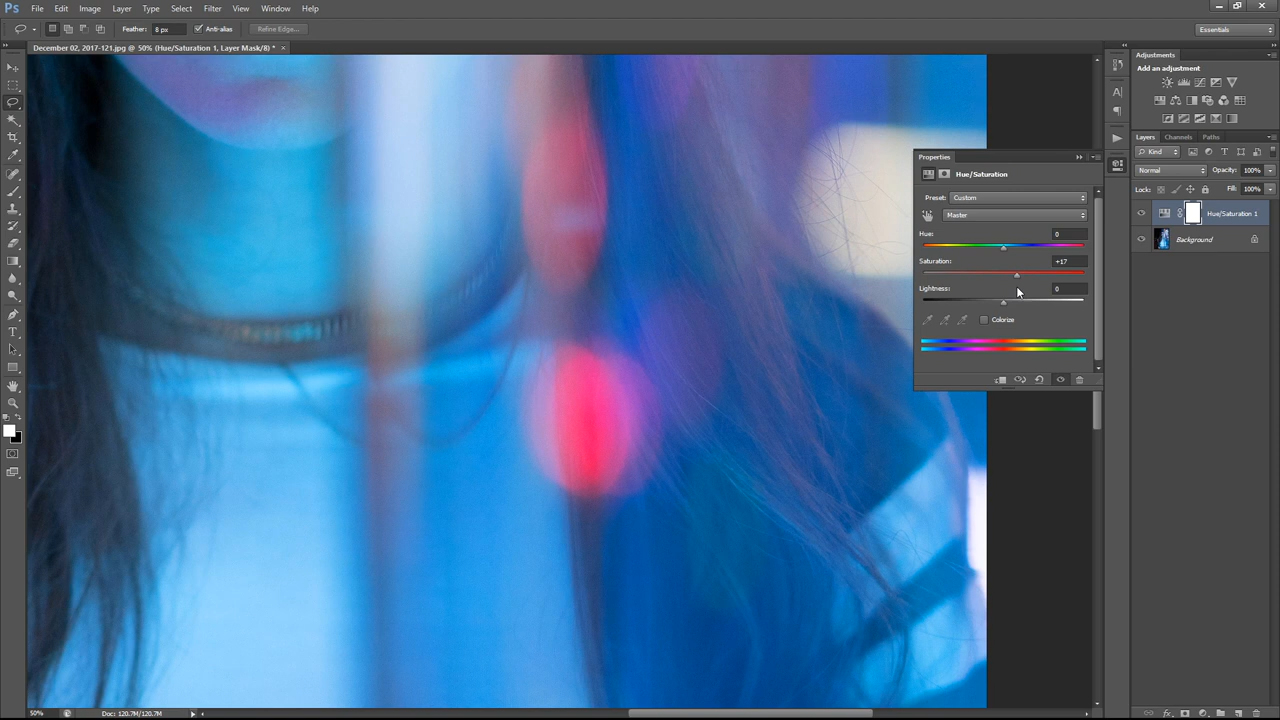 Ps File Edit Image Layer Type Select Filter View Window Help
Feather: 8 px Anti-alias Refine Edge... Essentials
December 02, 2017-121.jpg @ 50% (Hue/Saturation 1, Layer Mask/8) * ×
Adjustments
Add an adjustment
Layers Channels Paths
Kind
Normal Opacity: 100%
Lock: Fill: 100%
Hue/Saturation 1
Background
Properties
Hue/Saturation
Preset: Custom
Master
Hue: 0
Saturation: +17
Lightness: 0
Colorize
50% Doc: 120.7M/120.7M